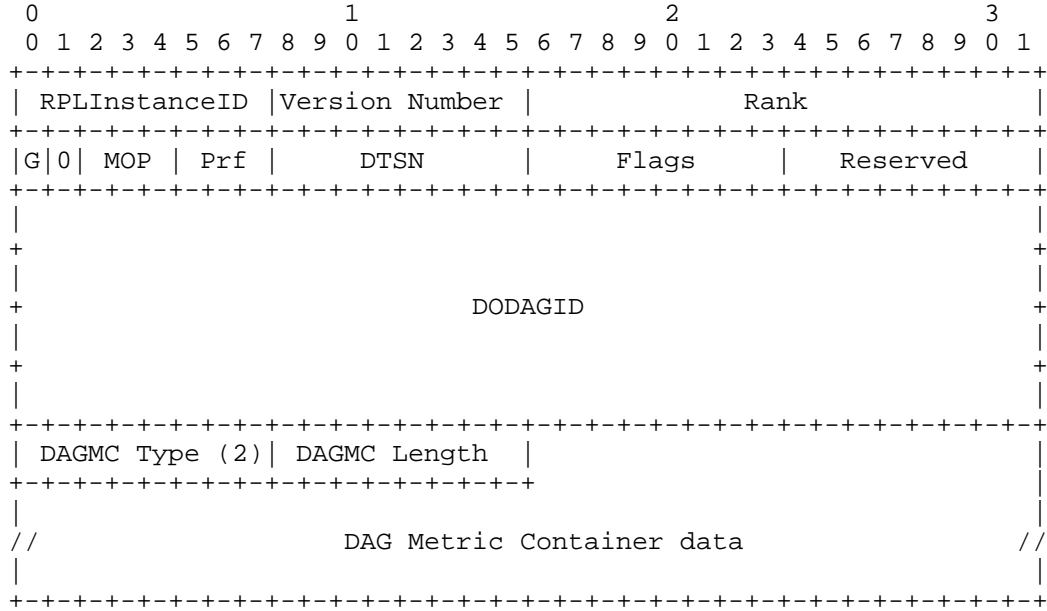 0                   1                   2                   3
 0 1 2 3 4 5 6 7 8 9 0 1 2 3 4 5 6 7 8 9 0 1 2 3 4 5 6 7 8 9 0 1
+-+-+-+-+-+-+-+-+-+-+-+-+-+-+-+-+-+-+-+-+-+-+-+-+-+-+-+-+-+-+-+-+
| RPLInstanceID |Version Number |             Rank              |
+-+-+-+-+-+-+-+-+-+-+-+-+-+-+-+-+-+-+-+-+-+-+-+-+-+-+-+-+-+-+-+-+
|G|0| MOP | Prf |     DTSN      |     Flags     |   Reserved    |
+-+-+-+-+-+-+-+-+-+-+-+-+-+-+-+-+-+-+-+-+-+-+-+-+-+-+-+-+-+-+-+-+
|                                                               |
+                                                               +
|                                                               |
+                            DODAGID                            +
|                                                               |
+                                                               +
|                                                               |
+-+-+-+-+-+-+-+-+-+-+-+-+-+-+-+-+-+-+-+-+-+-+-+-+-+-+-+-+-+-+-+-+
| DAGMC Type (2)| DAGMC Length  |                               |
+-+-+-+-+-+-+-+-+-+-+-+-+-+-+-+-+                               |
|                                                               |
//                   DAG Metric Container data                 //
|                                                               |
+-+-+-+-+-+-+-+-+-+-+-+-+-+-+-+-+-+-+-+-+-+-+-+-+-+-+-+-+-+-+-+-+